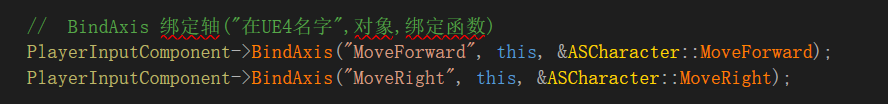 //  BindAxis 绑定轴("在UE4名字",对象,绑定函数)
PlayerInputComponent->BindAxis("MoveForward", this, &ASCharacter::MoveForward);
PlayerInputComponent->BindAxis("MoveRight", this, &ASCharacter::MoveRight);